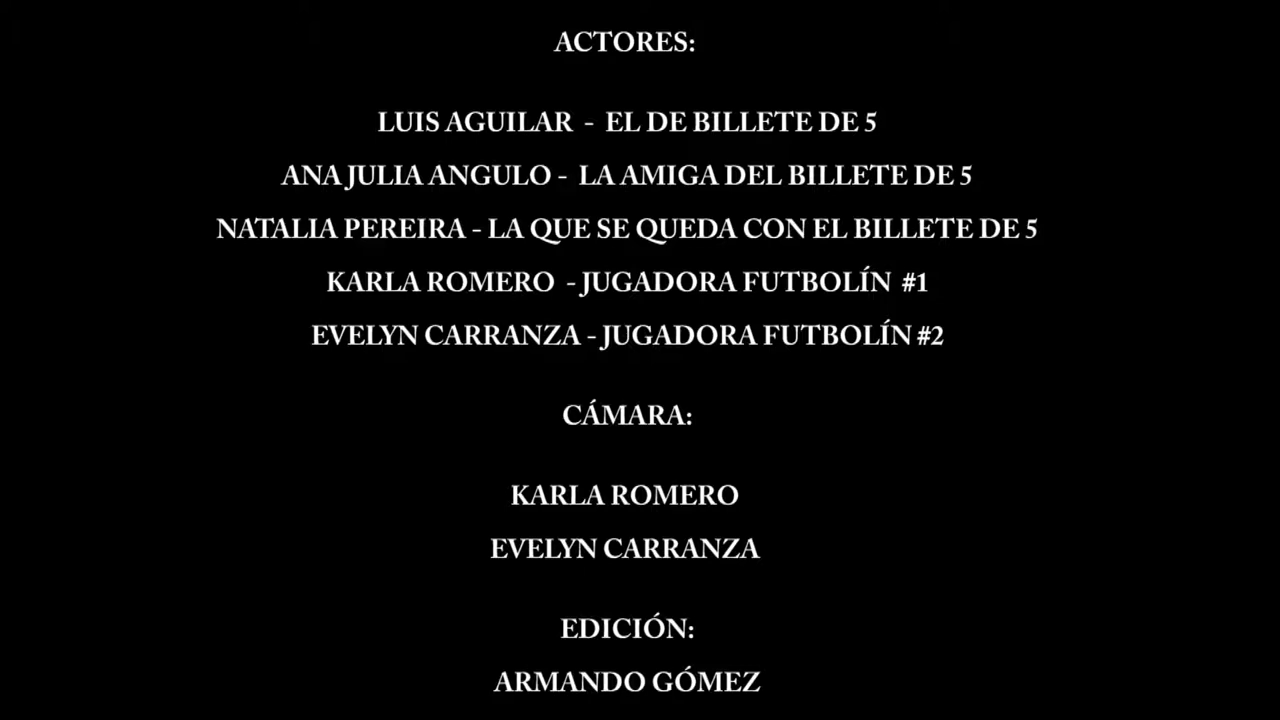 ACTORES:
LUIS AGUILAR - EL DE BILLETE DE 5
ANA JULIA ANGULO - LA AMIGA DEL BILLETE DE 5
NATALIA PEREIRA - LA QUE SE QUEDA CON EL BILLETE DE 5
KARLA ROMERO - JUGADORA FUTBOLÍN #1
EVELYN CARRANZA - JUGADORA FUTBOLÍN #2
CÁMARA:
KARLA ROMERO
EVELYN CARRANZA
EDICIÓN:
ARMANDO GÓMEZ